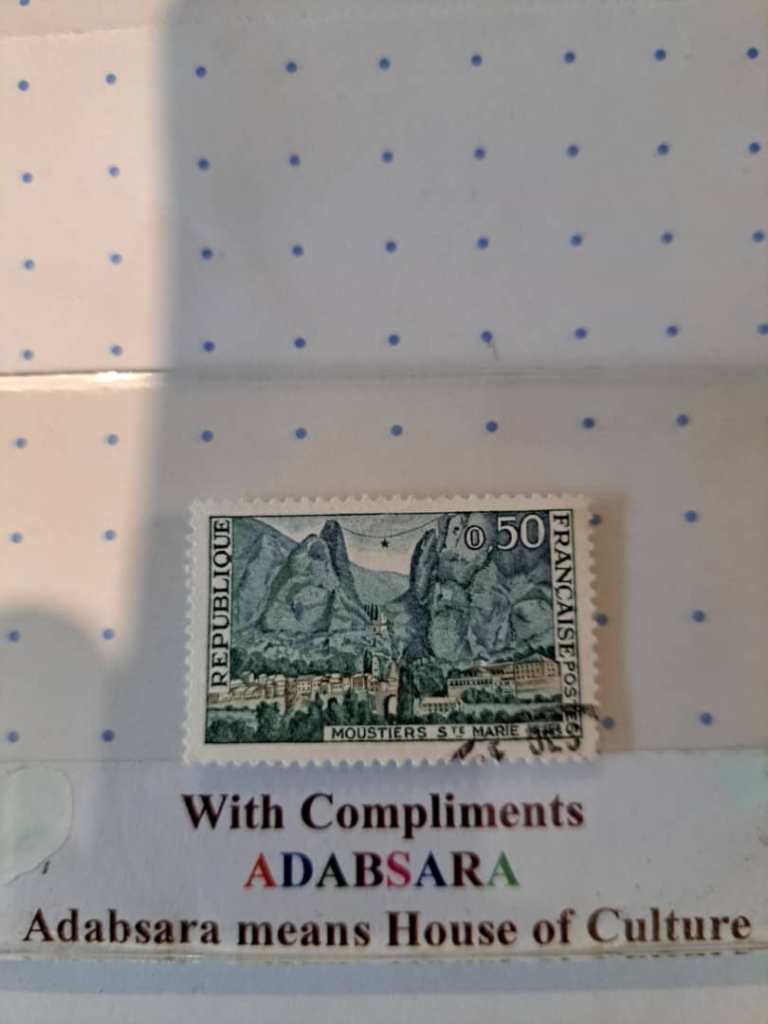 REPUBLIQUE
0,50
FRANÇAISE POSTES
MOUSTIERS STE MARIE
With Compliments
ADABSARA
Adabsara means House of Culture